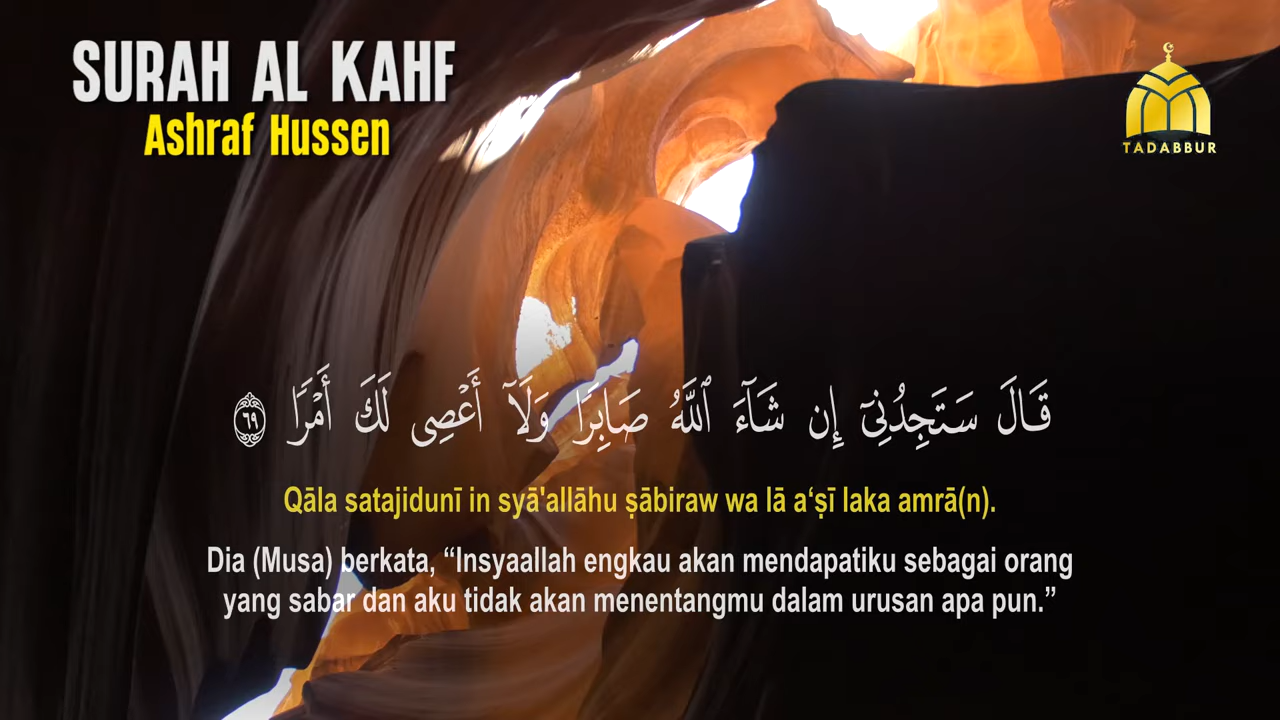 SURAH AL KAHF
Ashraf Hussen
TADABBUR
قَالَ سَتَجِدُنِىٓ إِن شَآءَ ٱللَّهُ صَابِرًا وَلَآ أَعْصِى لَكَ أَمْرًا ٦٩
Qāla satajidunī in syā'allāhu ṣābiraw wa lā a‘ṣī laka amrā(n).
Dia (Musa) berkata, “Insyaallah engkau akan mendapatiku sebagai orang
yang sabar dan aku tidak akan menentangmu dalam urusan apa pun.”